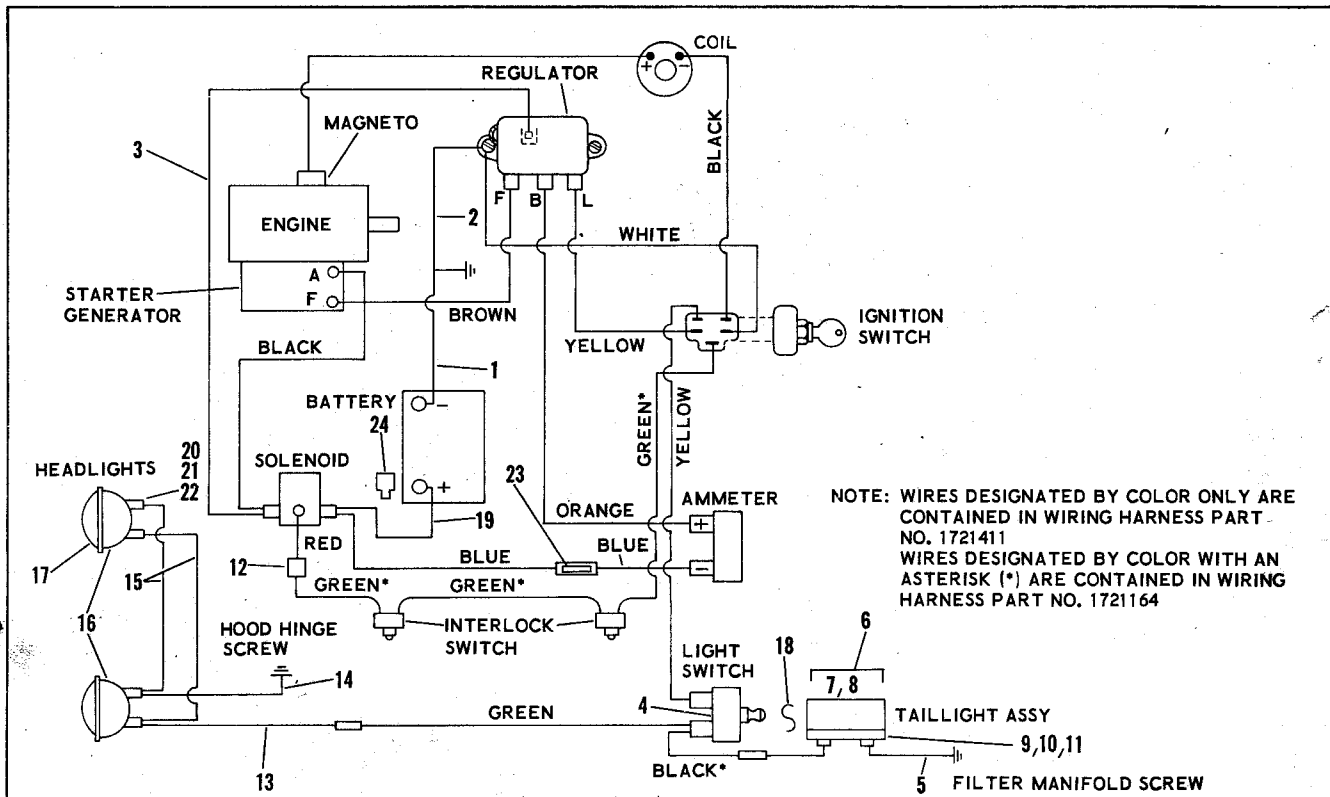 COIL
+ -
REGULATOR
MAGNETO
3
BLACK
F B L
2
ENGINE
WHITE
A
STARTER
GENERATOR
F
BROWN
IGNITION
SWITCH
YELLOW
BLACK
1
BATTERY
-
24
GREEN*
YELLOW
20
21
22
HEADLIGHTS
SOLENOID
+
23
AMMETER
ORANGE
+
19
RED
BLUE
BLUE
-
17
15
12
GREEN*
GREEN*
NOTE: WIRES DESIGNATED BY COLOR ONLY ARE
CONTAINED IN WIRING HARNESS PART
NO. 1721411
WIRES DESIGNATED BY COLOR WITH AN
ASTERISK (*) ARE CONTAINED IN WIRING
HARNESS PART NO. 1721164
16
HOOD HINGE
SCREW
INTERLOCK
SWITCH
14
LIGHT
SWITCH
18
6
7, 8
4
GREEN
TAILLIGHT ASSY
9,10,11
13
BLACK*
5
FILTER MANIFOLD SCREW